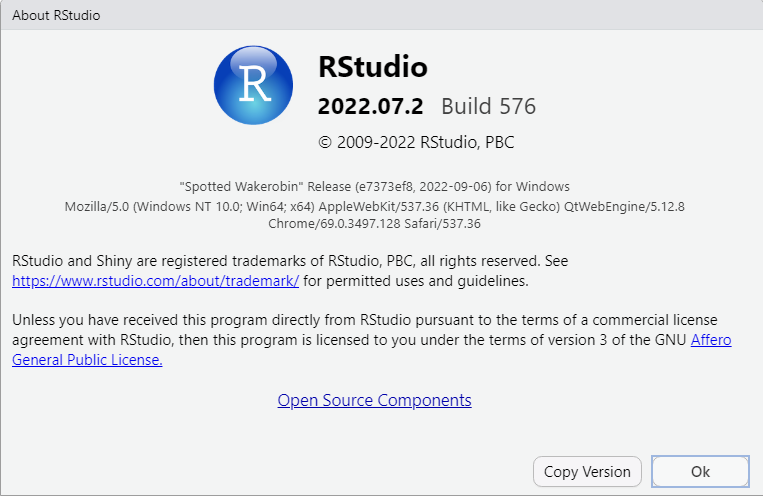 About RStudio
R
RStudio
2022.07.2 Build 576
© 2009-2022 RStudio, PBC
"Spotted Wakerobin" Release (e7373ef8, 2022-09-06) for Windows
Mozilla/5.0 (Windows NT 10.0; Win64; x64) AppleWebKit/537.36 (KHTML, like Gecko) QtWebEngine/5.12.8
Chrome/69.0.3497.128 Safari/537.36
RStudio and Shiny are registered trademarks of RStudio, PBC, all rights reserved. See
https://www.rstudio.com/about/trademark/ for permitted uses and guidelines.
Unless you have received this program directly from RStudio pursuant to the terms of a commercial license
agreement with RStudio, then this program is licensed to you under the terms of version 3 of the GNU Affero
General Public License.
Open Source Components
Copy Version Ok